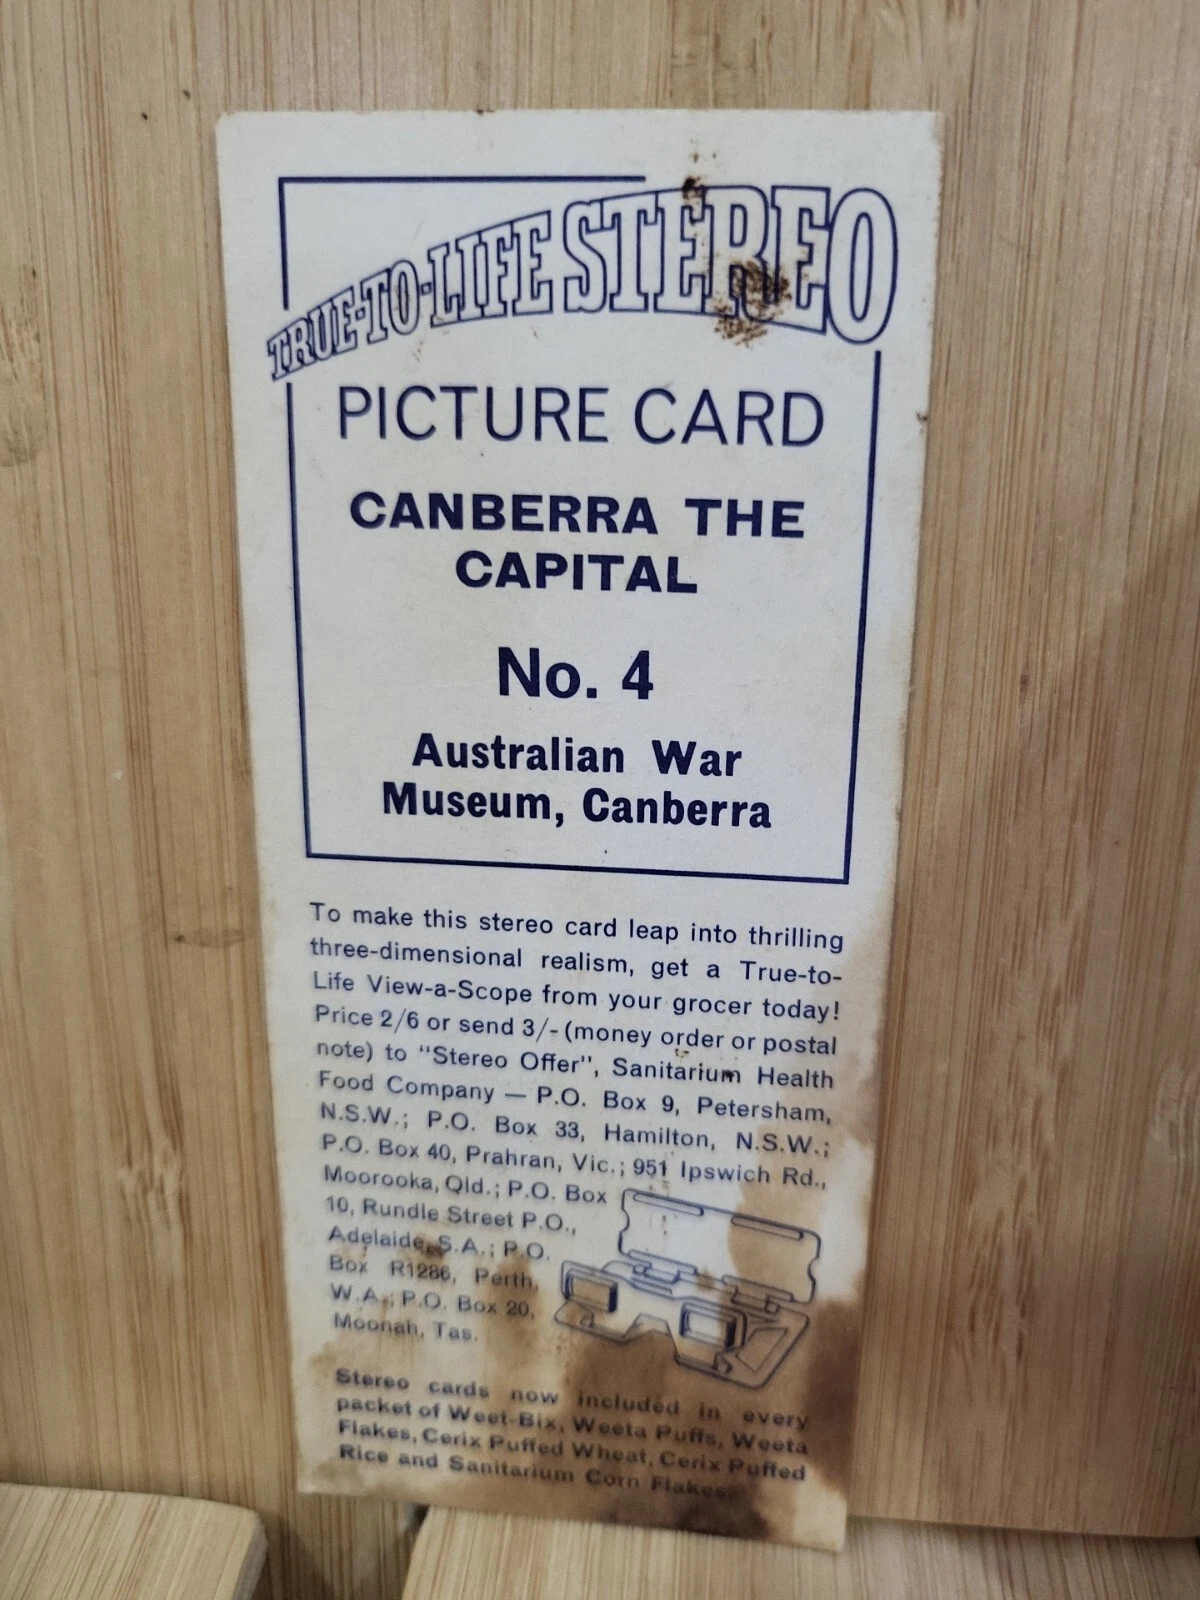 TRUE-TO-LIFE STEREO
PICTURE CARD
CANBERRA THE
CAPITAL
No. 4
Australian War
Museum, Canberra
To make this stereo card leap into thrilling
three-dimensional realism, get a True-to-
Life View-a-Scope from your grocer today!
Price 2/6 or send 3/- (money order or postal
note) to "Stereo Offer", Sanitarium Health
Food Company — P.O. Box 9, Petersham,
N.S.W.; P.O. Box 33, Hamilton, N.S.W.;
P.O. Box 40, Prahran, Vic.; 951 Ipswich Rd.,
Moorooka, Qld.; P.O. Box
10, Rundle Street P.O.,
Adelaide, S.A.; P.O.
Box R1286, Perth,
W.A.; P.O. Box 20,
Moonah, Tas.
Stereo cards now included in every
packet of Weet-Bix, Weeta Puffs, Weeta
Flakes, Cerix Puffed Wheat, Cerix Puffed
Rice and Sanitarium Corn Flakes.